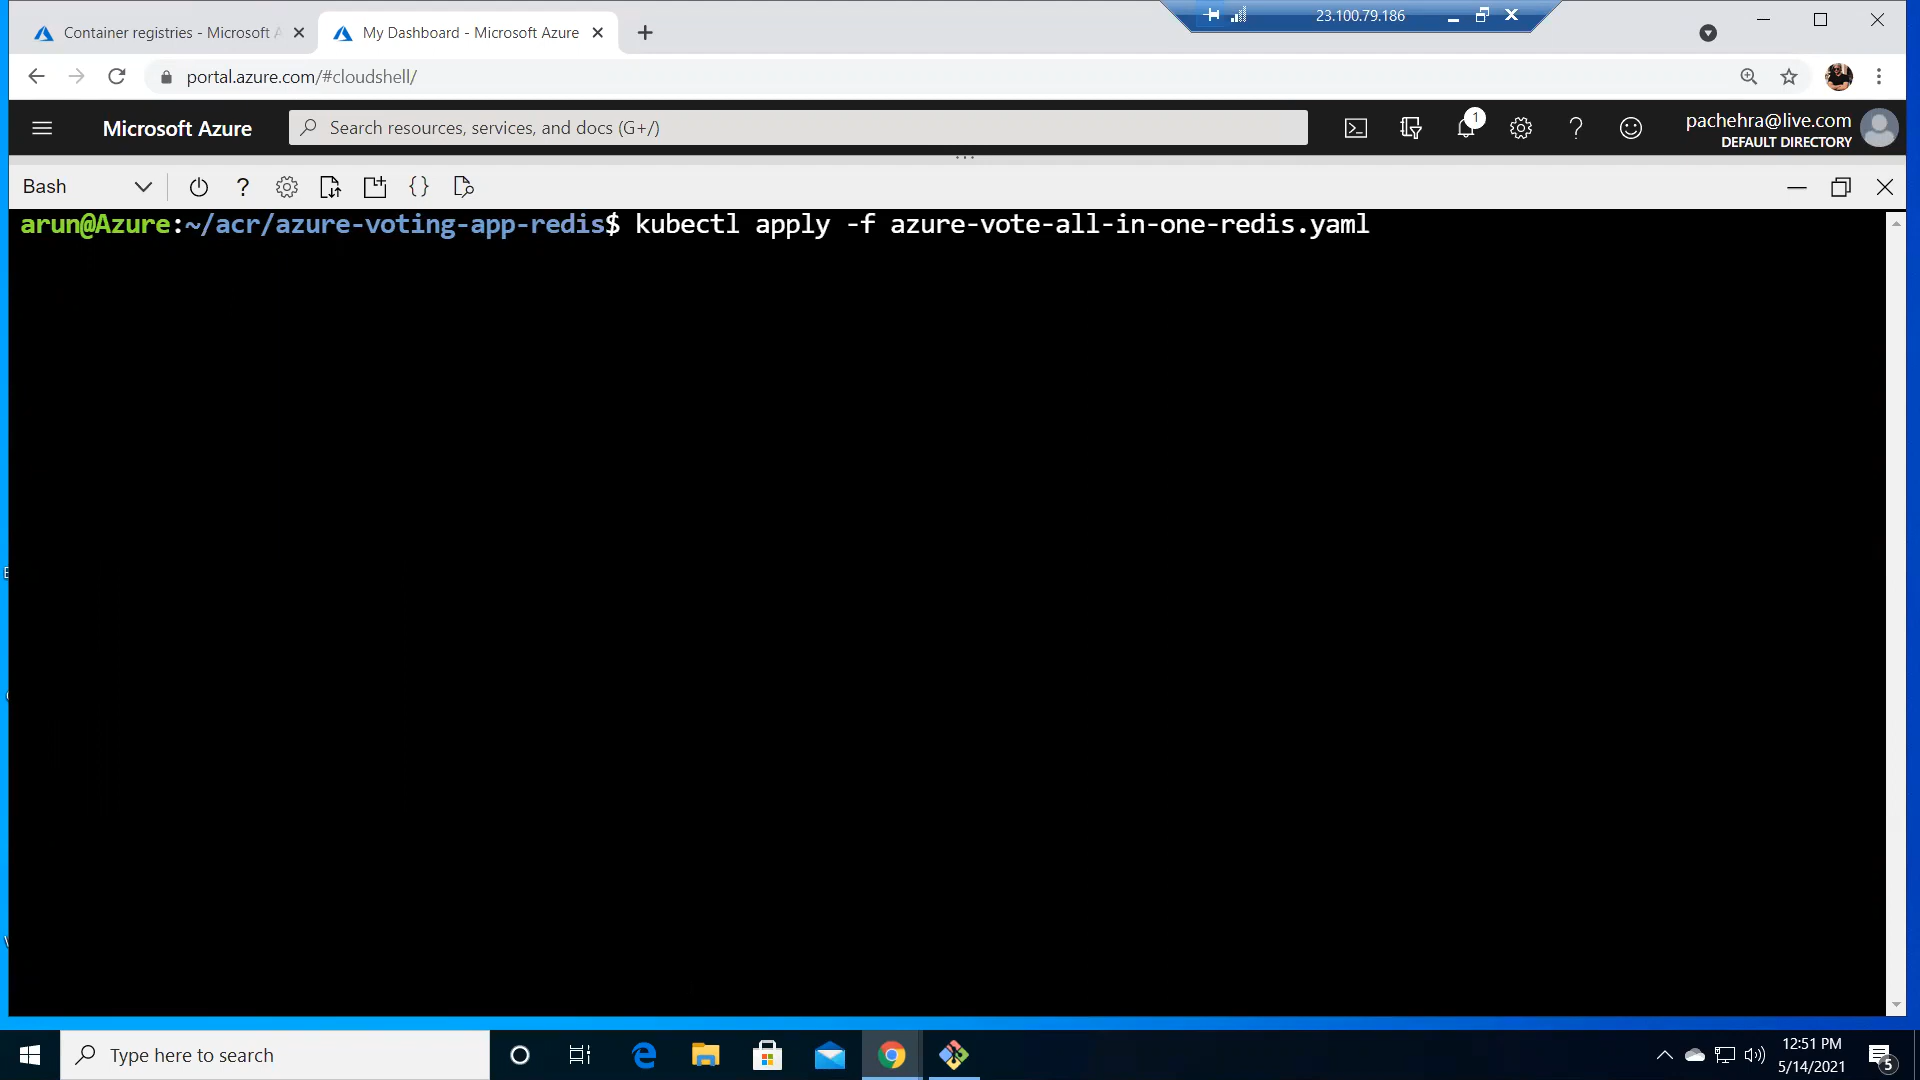 Container registries - Microsoft A
My Dashboard - Microsoft Azure
23.100.79.186
portal.azure.com/#cloudshell/
Microsoft Azure
Search resources, services, and docs (G+/)
1
pachehra@live.com
DEFAULT DIRECTORY
Bash
arun@Azure:~/acr/azure-voting-app-redis$ kubectl apply -f azure-vote-all-in-one-redis.yaml
Type here to search
12:51 PM
5/14/2021
5